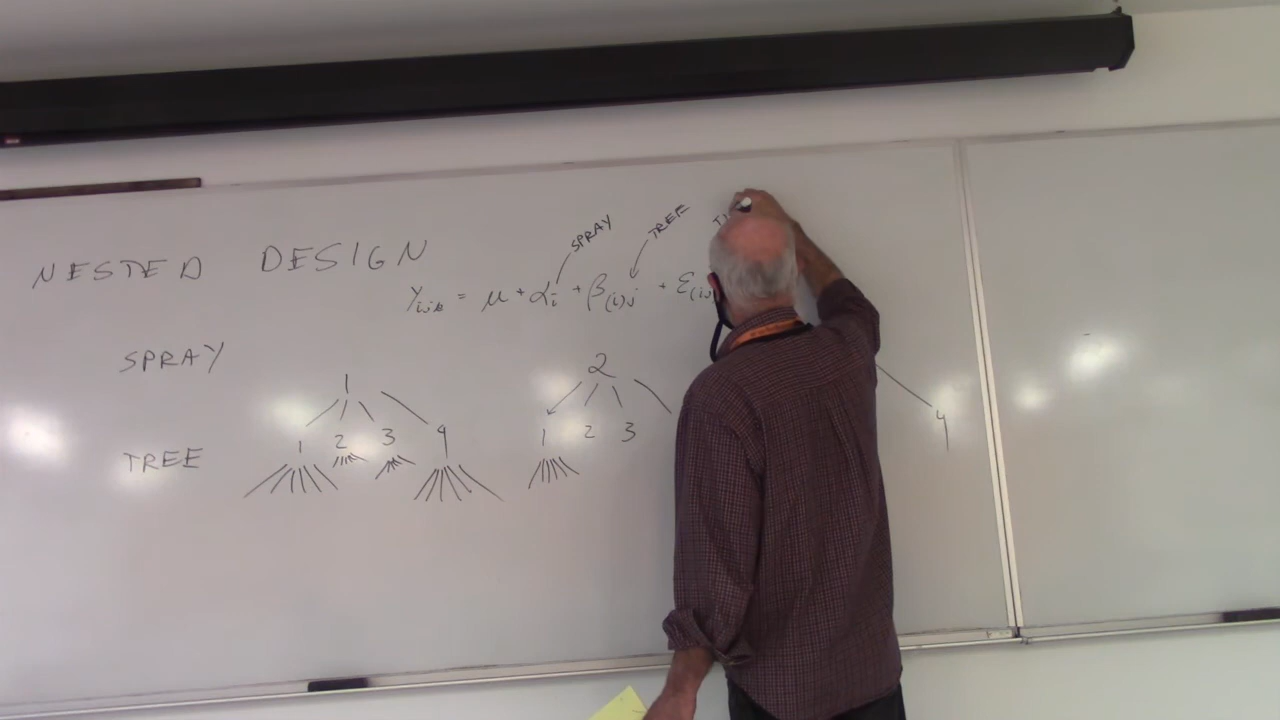 SPRAY TREE
NESTED DESIGN
Yijk = μ + αi + β(i)j + ε(ij
SPRAY
1 2
TREE 1 2 3 4 1 2 3 4